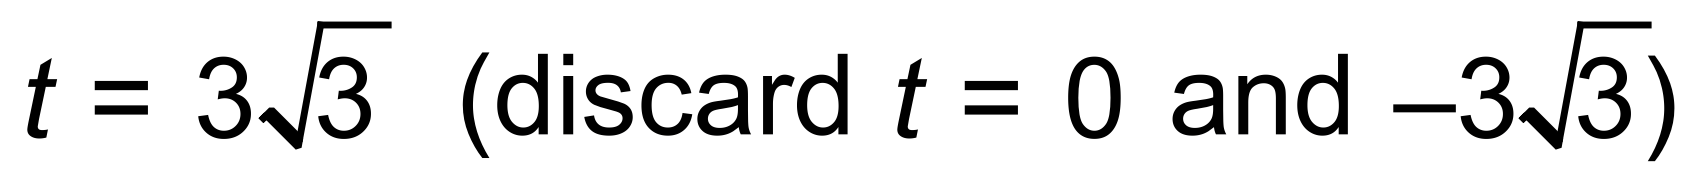 t = 3√3 (discard t = 0 and −3√3)